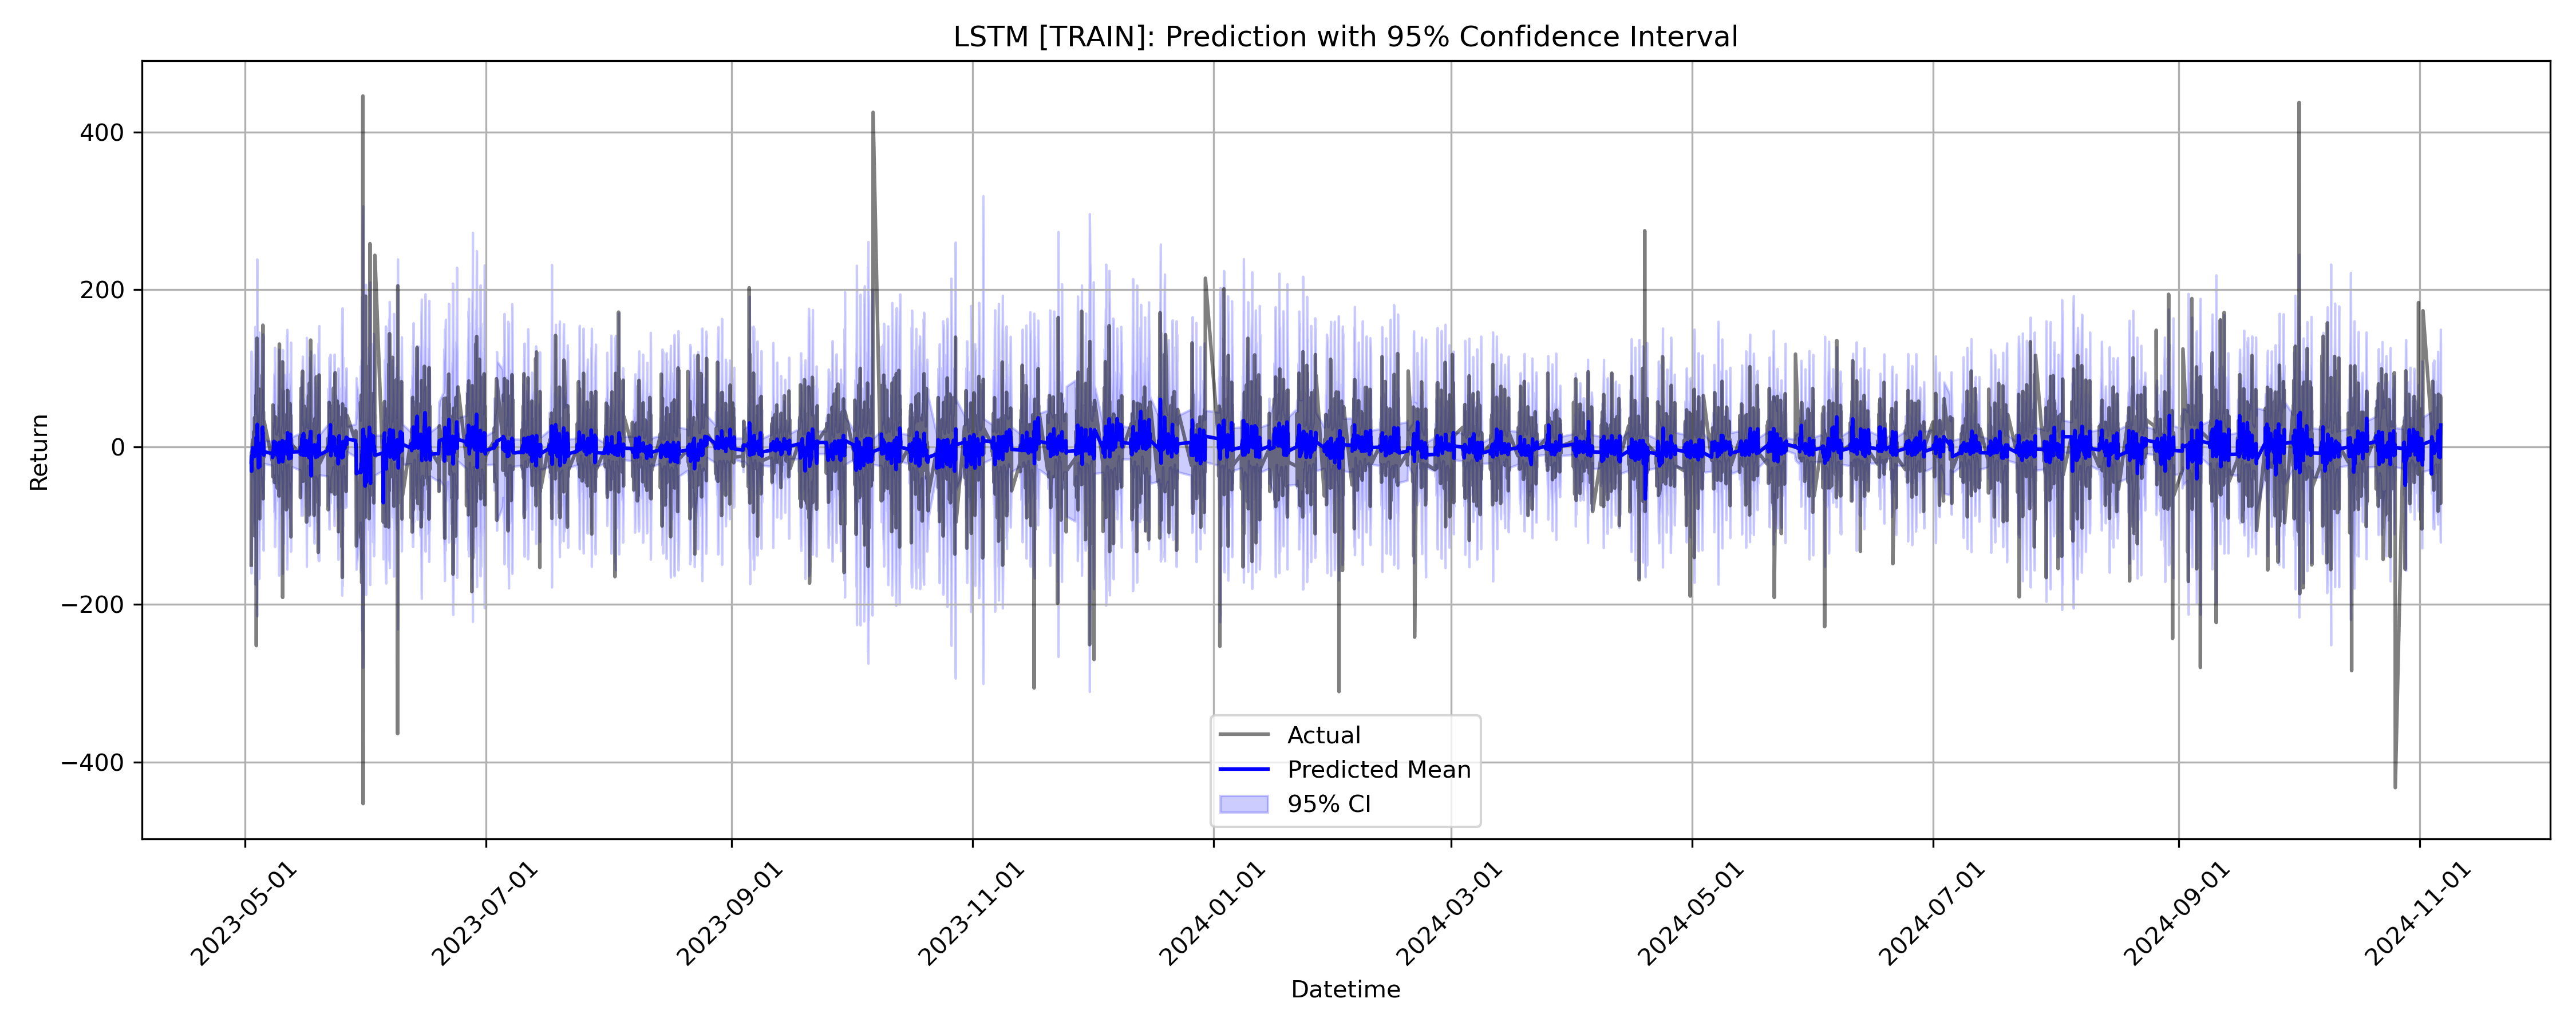 LSTM [TRAIN]: Prediction with 95% Confidence Interval
Return
400
200
0
−200
−400
Actual
Predicted Mean
95% CI
2023-05-01
2023-07-01
2023-09-01
2023-11-01
2024-01-01
2024-03-01
2024-05-01
2024-07-01
2024-09-01
2024-11-01
Datetime